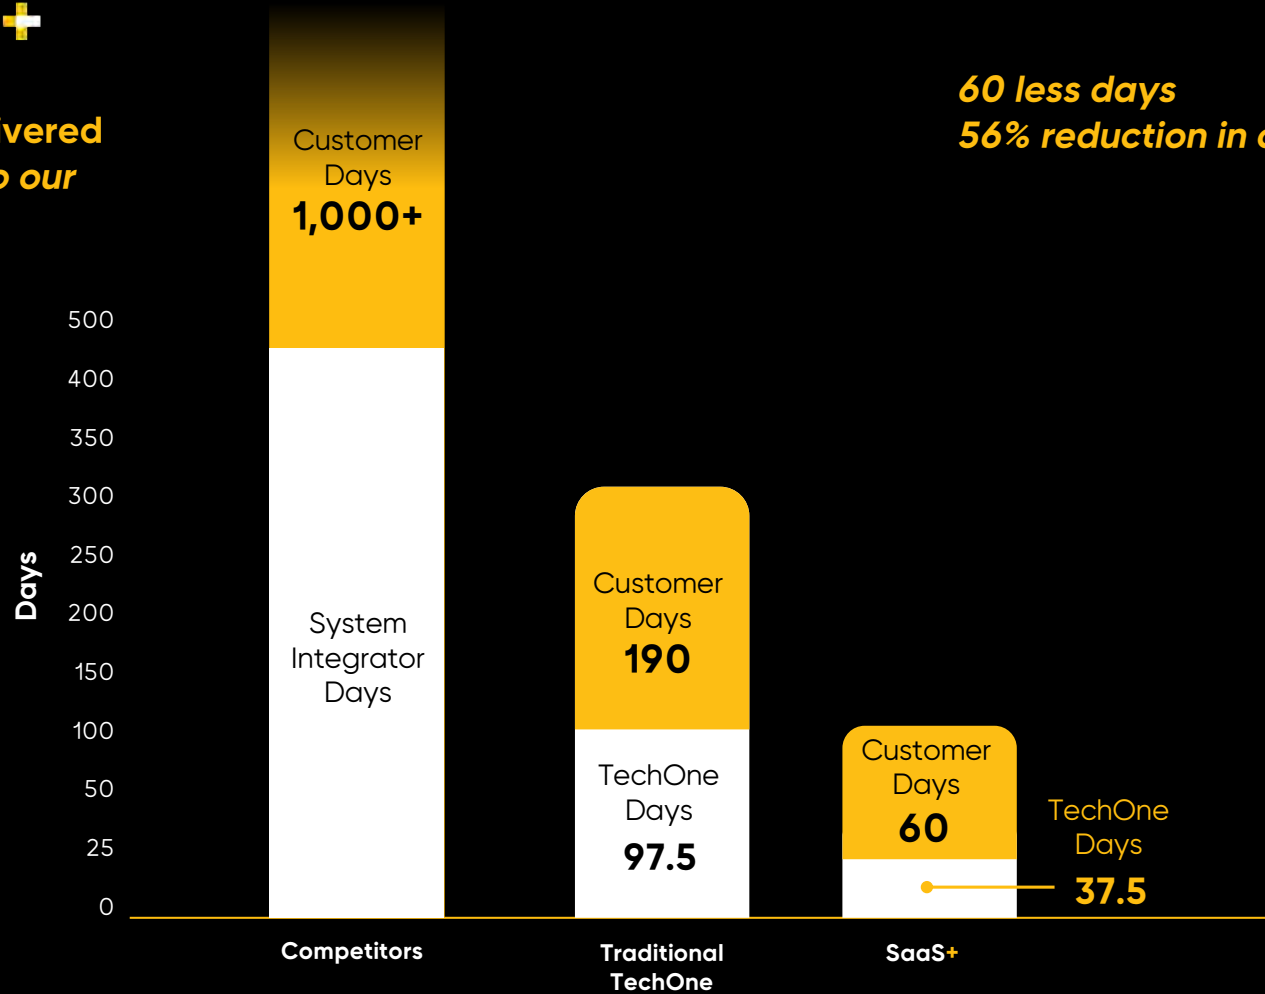 ivered
o our
60 less days
56% reduction in
Customer
Days
1,000+
500
400
350
300
250
200
150
100
50
25
0
Days
System
Integrator
Days
Customer
Days
190
TechOne
Days
97.5
Customer
Days
60
TechOne
Days
37.5
Competitors
Traditional
TechOne
SaaS+